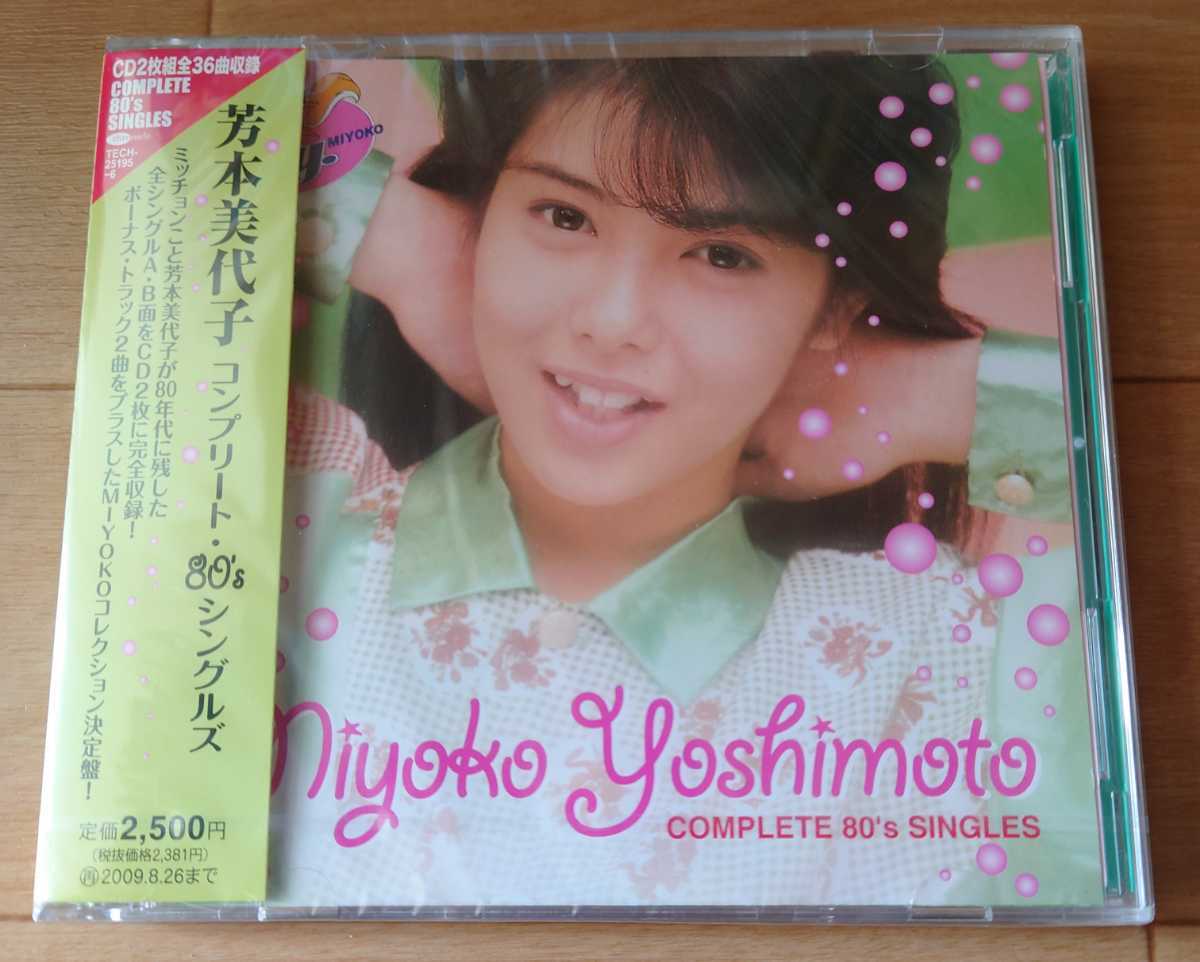 CD2枚組全36曲収録
COMPLETE
80's
SINGLES
TECH-
25195
-6
芳本美代子 コンプリート・80'sシングルズ
ミッチョンこと芳本美代子が80年代に残した
全シングルA・B面をCD2枚に完全収録！
ボーナス・トラック2曲をプラスしたMIYOKOコレクション決定盤！
定価2,500円
(税抜価格2,381円)
再2009.8.26まで
MIYOKO
Miyoko Yoshimoto
COMPLETE 80's SINGLES